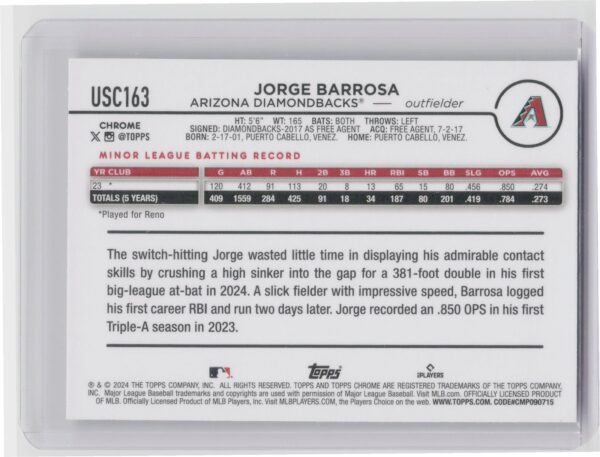 USC163
JORGE BARROSA
ARIZONA DIAMONDBACKS® — outfielder
A
CHROME
X @TOPPS
HT: 5'6" WT: 165 BATS: BOTH THROWS: LEFT
SIGNED: DIAMONDBACKS-2017 AS FREE AGENT ACQ: FREE AGENT, 7-2-17
BORN: 2-17-01, PUERTO CABELLO, VENEZ. HOME: PUERTO CABELLO, VENEZ.
MINOR LEAGUE BATTING RECORD
YR CLUB G AB R H 2B 3B HR RBI SB BB SLG OPS AVG
23 * 120 412 91 113 20 8 13 65 15 80 .456 .850 .274
TOTALS (5 YEARS) 409 1559 284 425 91 18 34 187 80 201 .419 .784 .273
*Played for Reno
The switch-hitting Jorge wasted little time in displaying his admirable contact
skills by crushing a high sinker into the gap for a 381-foot double in his first
big-league at-bat in 2024. A slick fielder with impressive speed, Barrosa logged
his first career RBI and run two days later. Jorge recorded an .850 OPS in his first
Triple-A season in 2023.
Topps
PLAYERS
® & © 2024 THE TOPPS COMPANY, INC. ALL RIGHTS RESERVED. TOPPS AND TOPPS CHROME ARE REGISTERED TRADEMARKS OF THE TOPPS COMPANY,
INC. Major League Baseball trademarks and copyrights are used with permission of Major League Baseball. Visit MLB.COM. OFFICIALLY LICENSED PRODUCT
OF MLB. Officially Licensed Product of MLB Players, Inc. Visit MLBPLAYERS.COM, the Players Choice on the web. WWW.TOPPS.COM. CODE#CMP090715